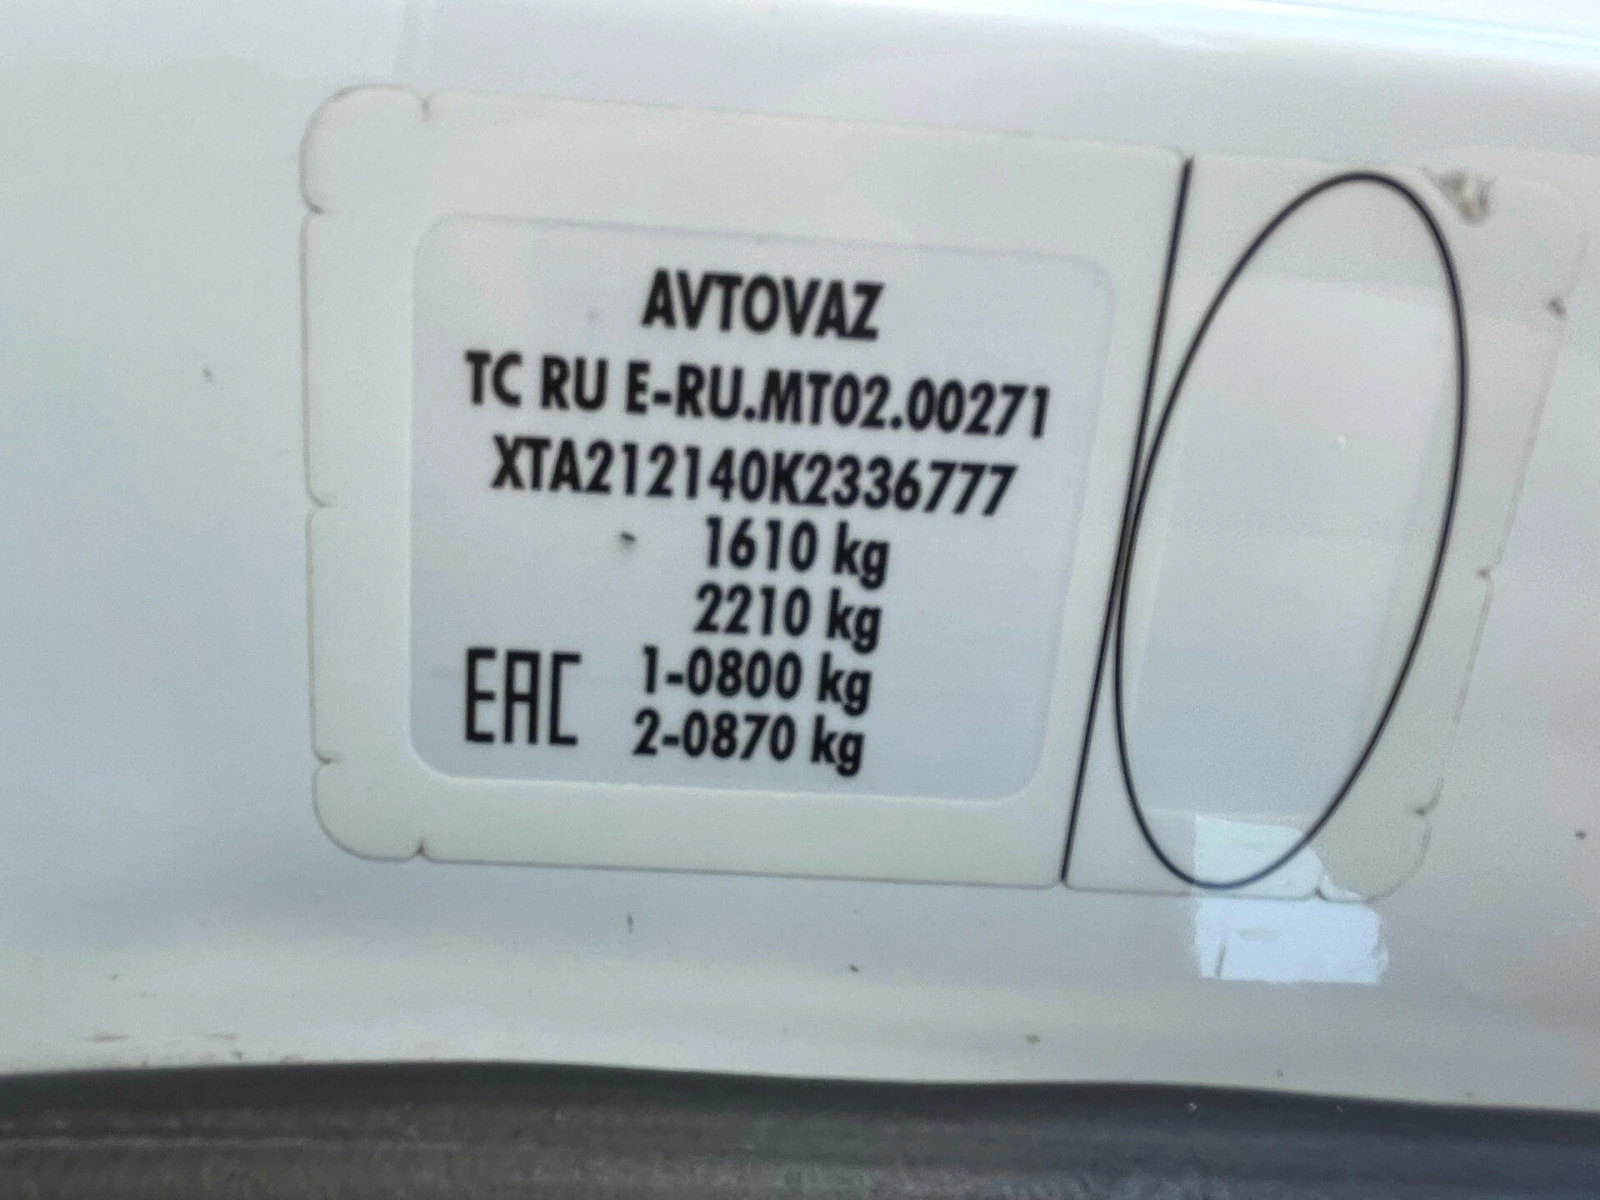 AVTOVAZ
TC RU E-RU.MT02.00271
XTA212140K2336777
1610 kg
2210 kg
EAC 1-0800 kg
2-0870 kg